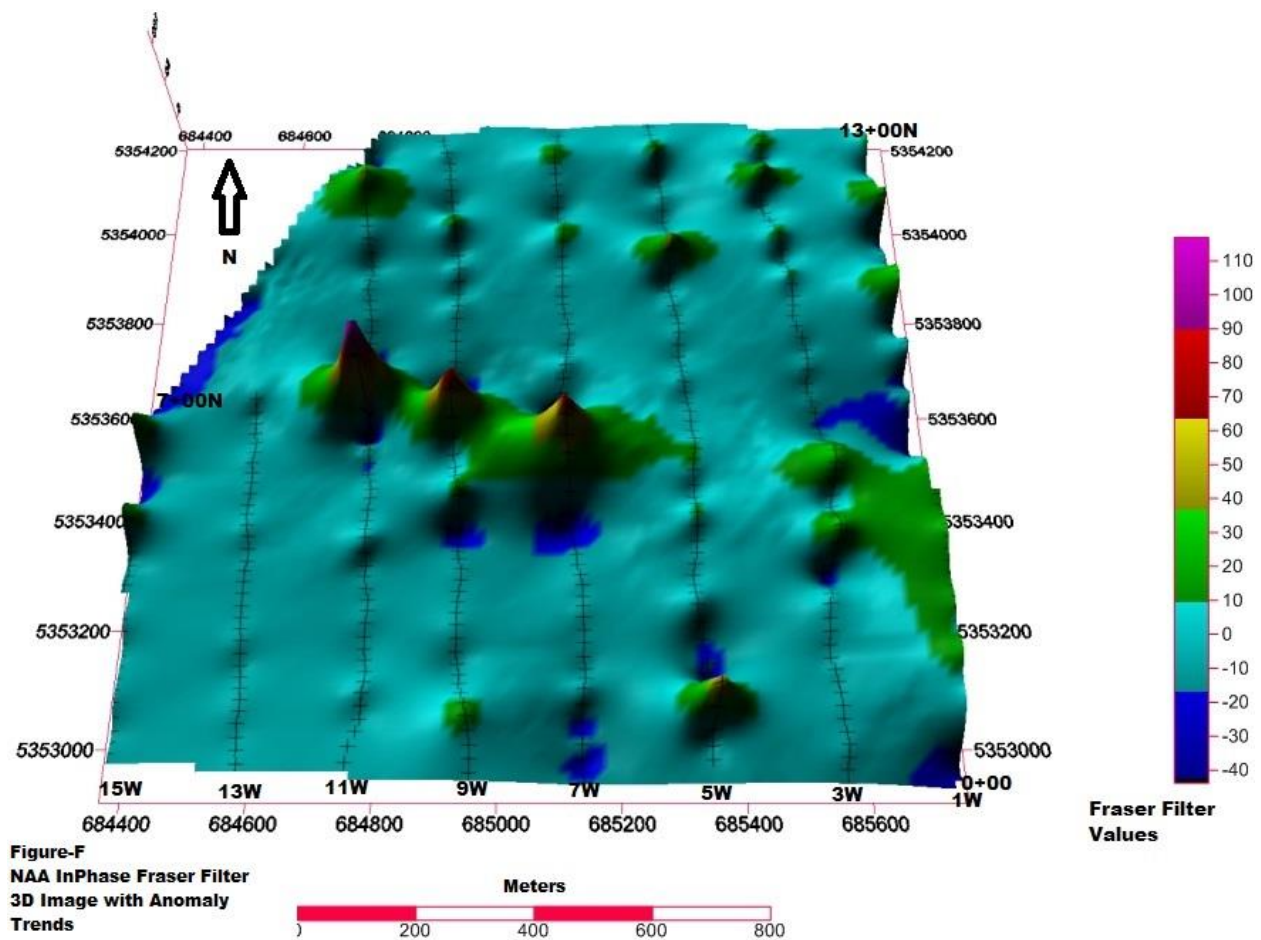 13+00N
684400 684600
5354200 5354200
N
5354000 5354000
5353800 5353800
7+00N
5353600 5353600
5353400 5353400
5353200 5353200
5353000 5353000
0+00
15W 13W 11W 9W 7W 5W 3W 1W
684400 684600 684800 685000 685200 685400 685600
110
100
90
80
70
60
50
40
30
20
10
0
-10
-20
-30
-40
Fraser Filter
Values
Figure-F
NAA InPhase Fraser Filter
3D Image with Anomaly
Trends
Meters
200 400 600 800